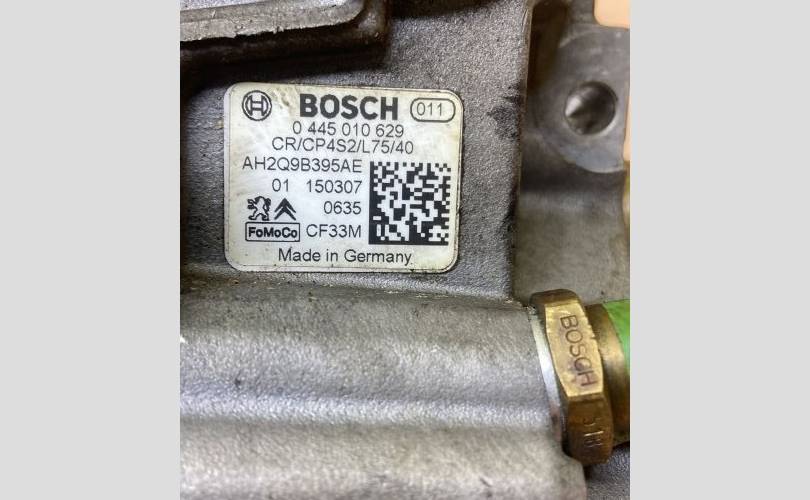 BOSCH 011
0 445 010 629
CR/CP4S2/L75/40
AH2Q9B395AE
01 150307
0635
FoMoCo CF33M
Made in Germany
BOSCH